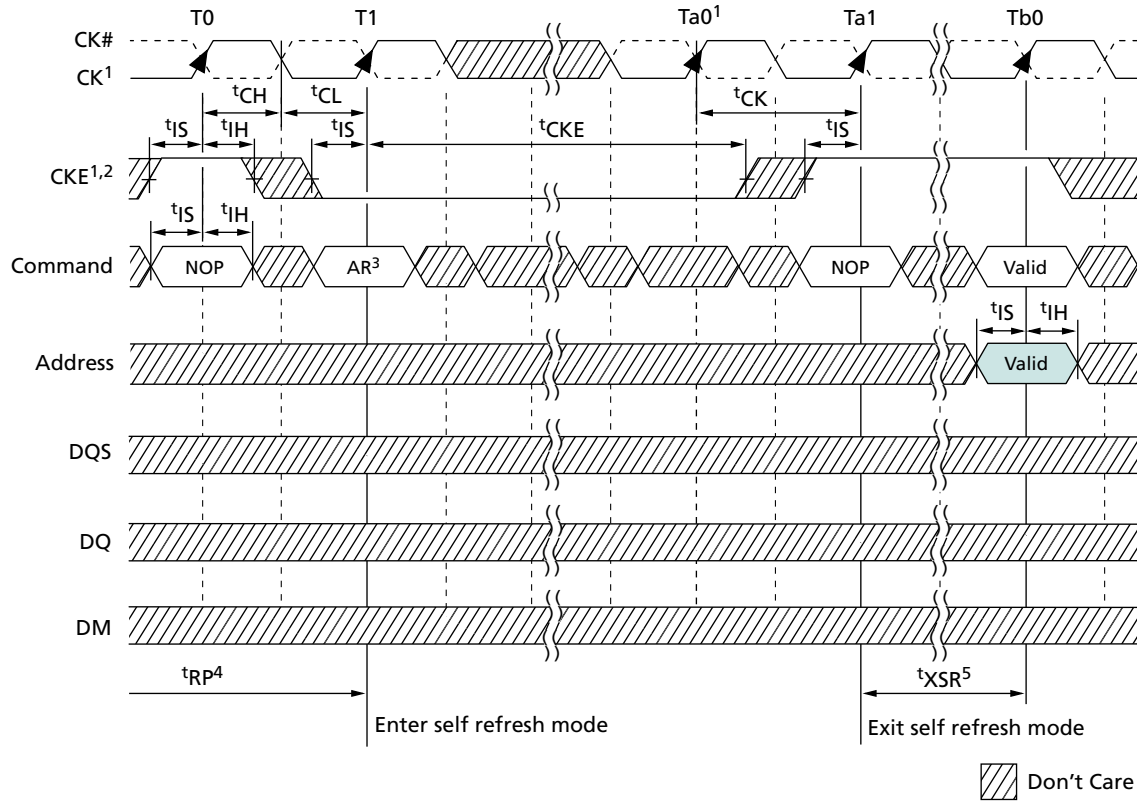 T0 T1 Ta0¹ Ta1 Tb0
CK#
CK¹
tCH tCL tCK
tIS tIH tIS tCKE tIS
CKE¹,²
tIS tIH
Command NOP AR³ NOP Valid
tIS tIH
Address Valid
DQS
DQ
DM
tRP⁴ tXSR⁵
Enter self refresh mode Exit self refresh mode
Don't Care